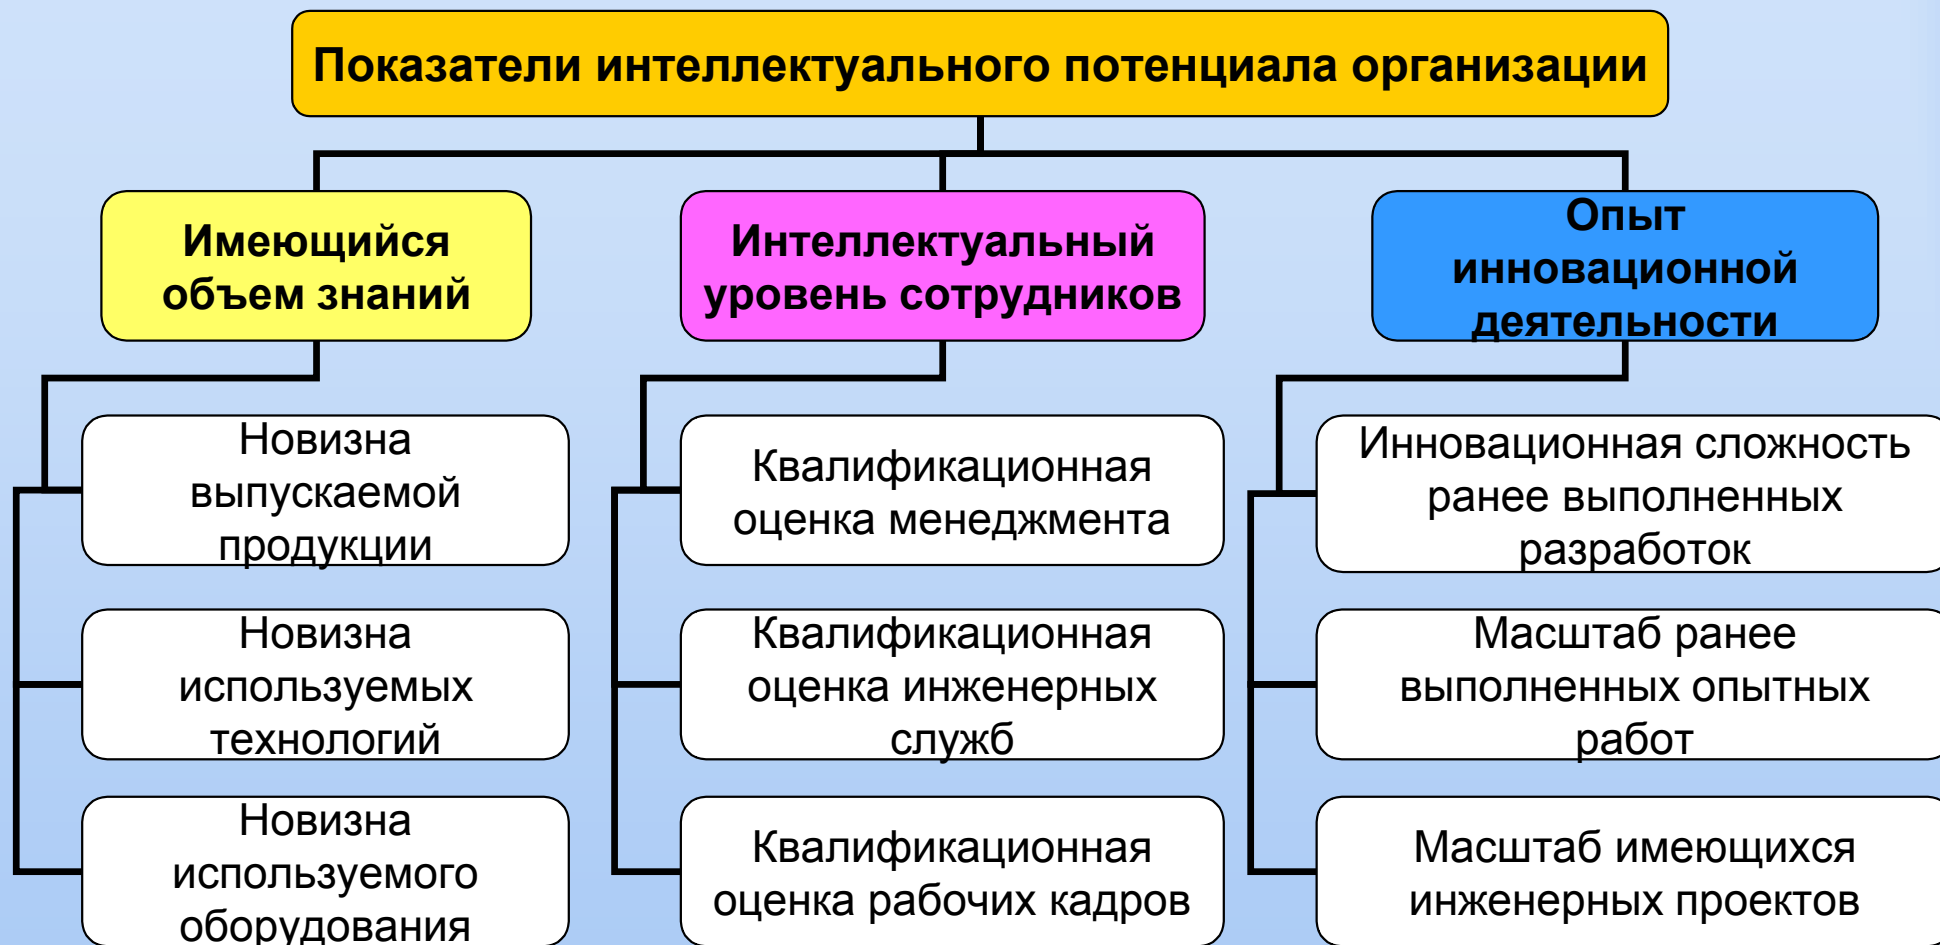 Показатели интеллектуального потенциала организации
Имеющийся
объем знаний
Интеллектуальный
уровень сотрудников
Опыт
инновационной
деятельности
Новизна
выпускаемой
продукции
Новизна
используемых
технологий
Новизна
используемого
оборудования
Квалификационная
оценка менеджмента
Квалификационная
оценка инженерных
служб
Квалификационная
оценка рабочих кадров
Инновационная сложность
ранее выполненных
разработок
Масштаб ранее
выполненных опытных
работ
Масштаб имеющихся
инженерных проектов